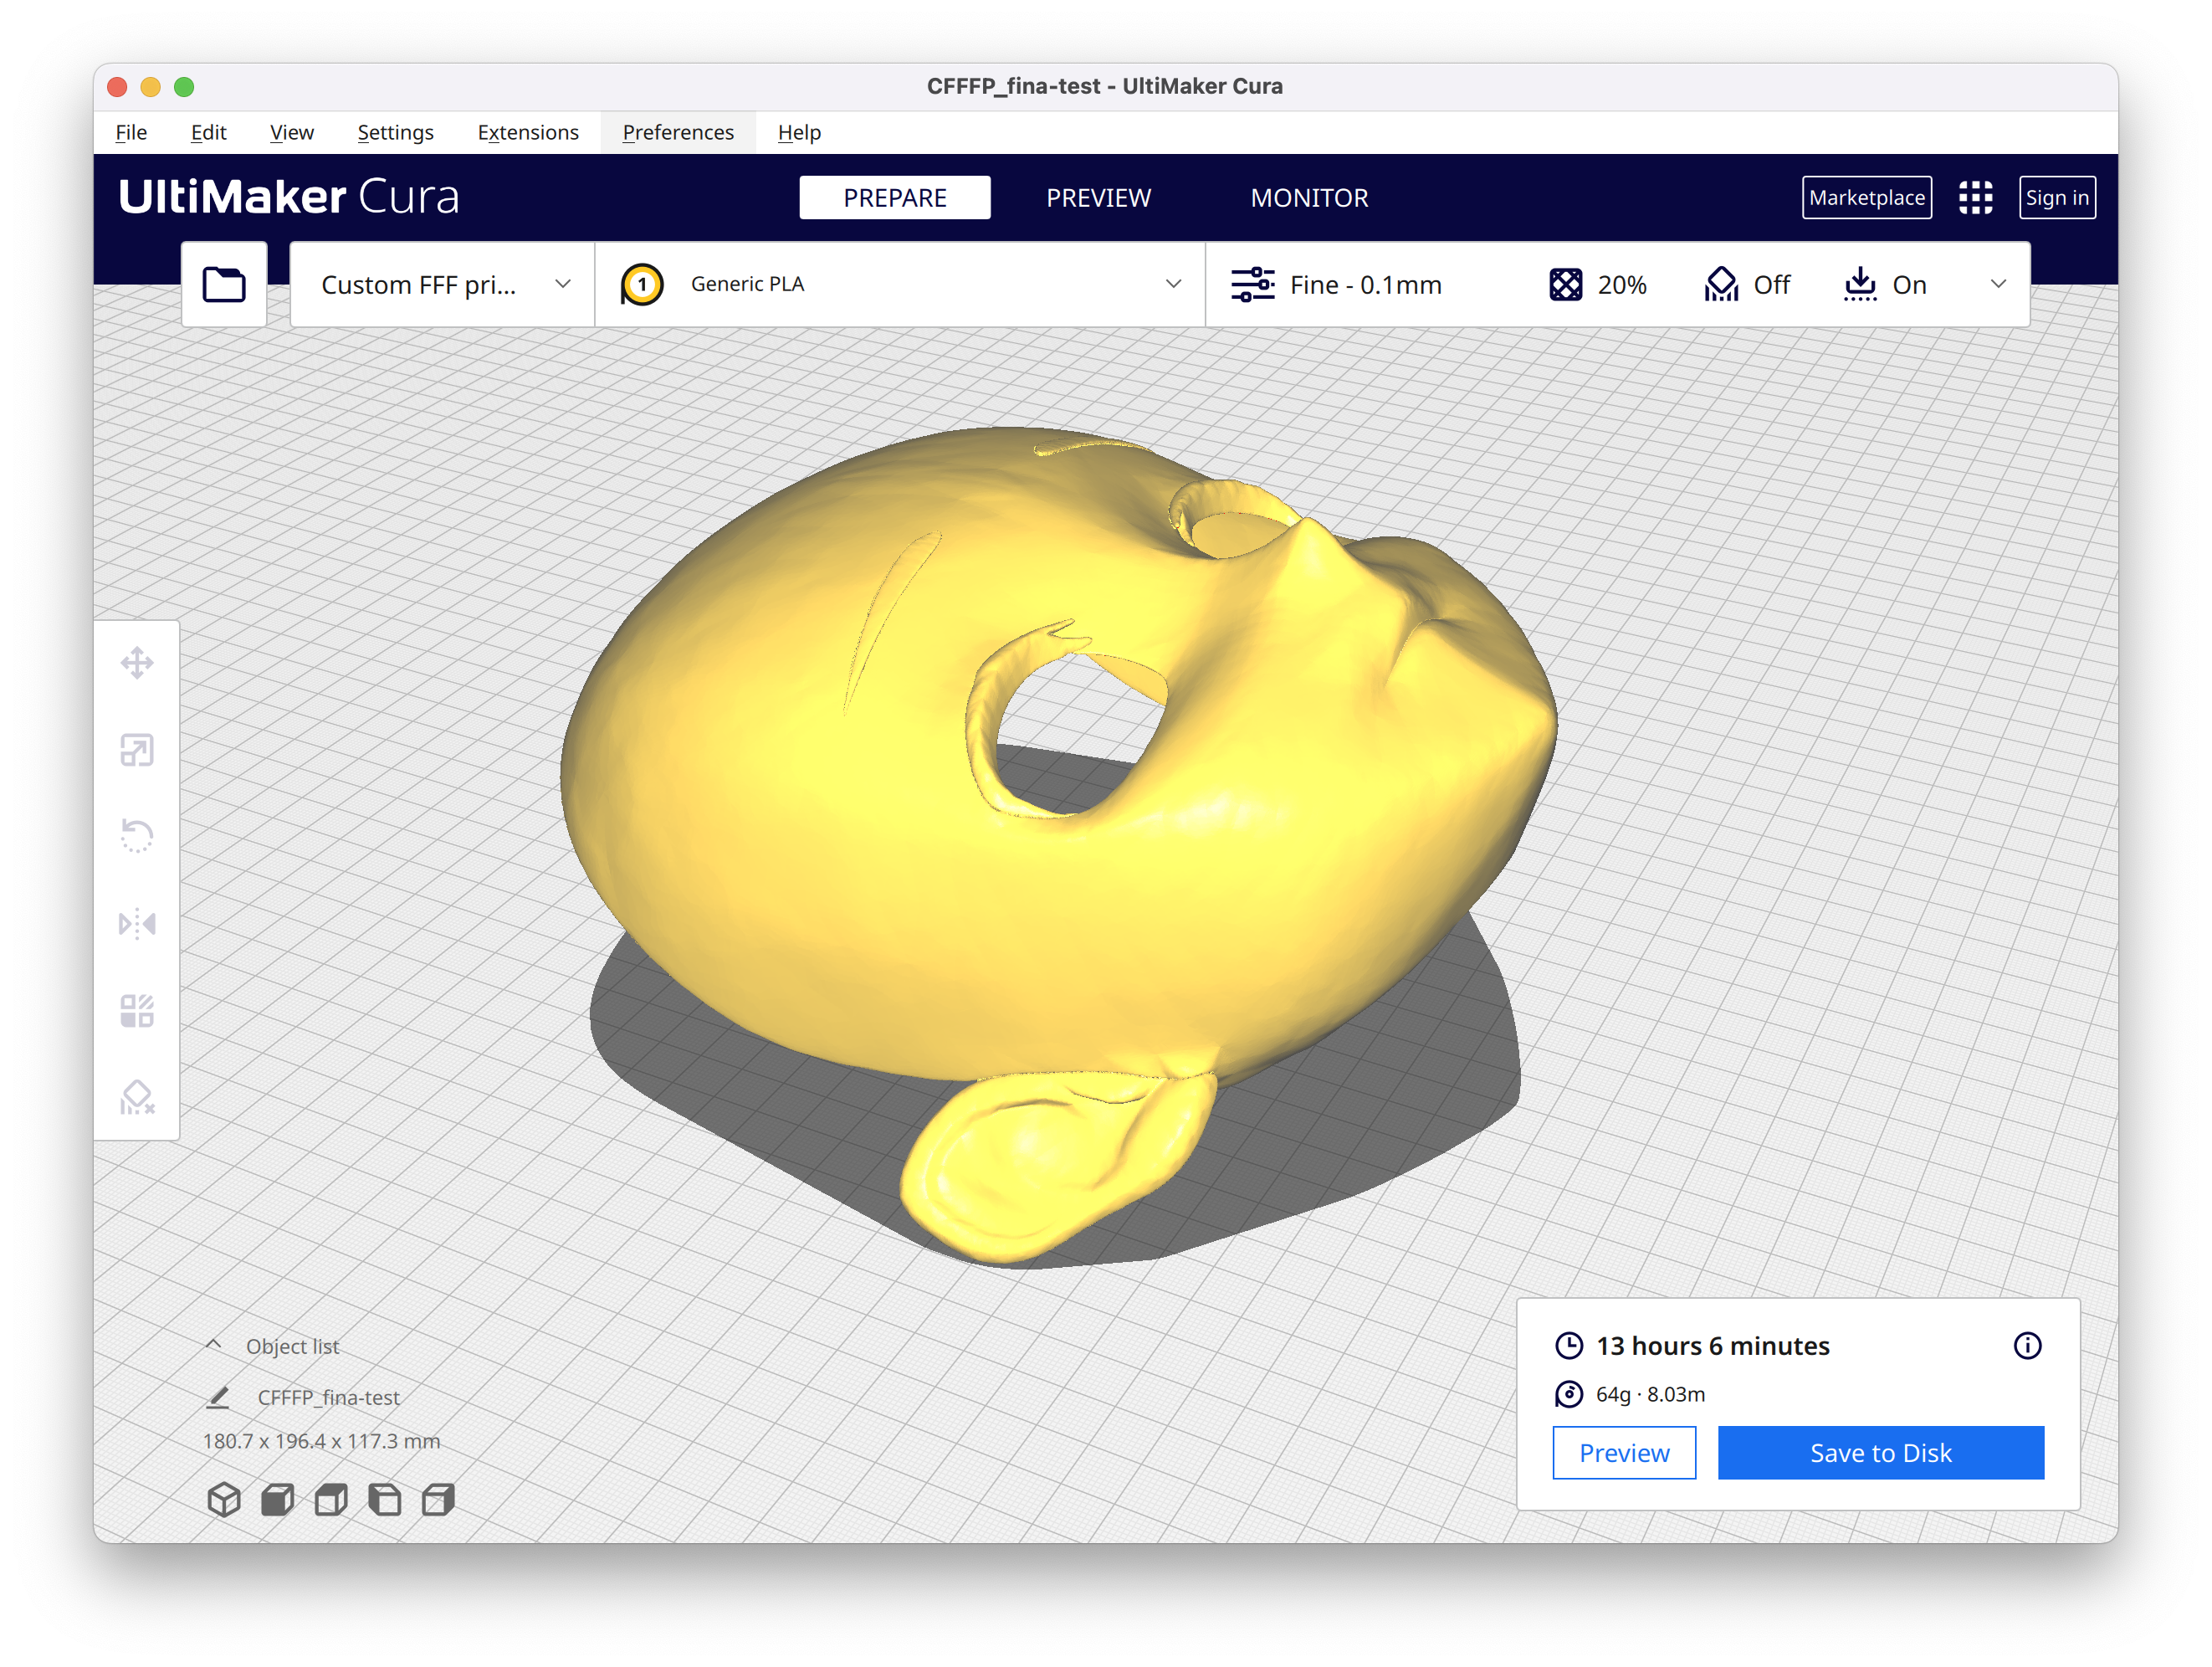 CFFFP_fina-test - UltiMaker Cura
File Edit View Settings Extensions Preferences Help
UltiMaker Cura PREPARE PREVIEW MONITOR Marketplace Sign in
Custom FFF pri... 1 Generic PLA Fine - 0.1mm 20% Off On
Object list
CFFFP_fina-test
180.7 x 196.4 x 117.3 mm
13 hours 6 minutes
64g · 8.03m
Preview Save to Disk